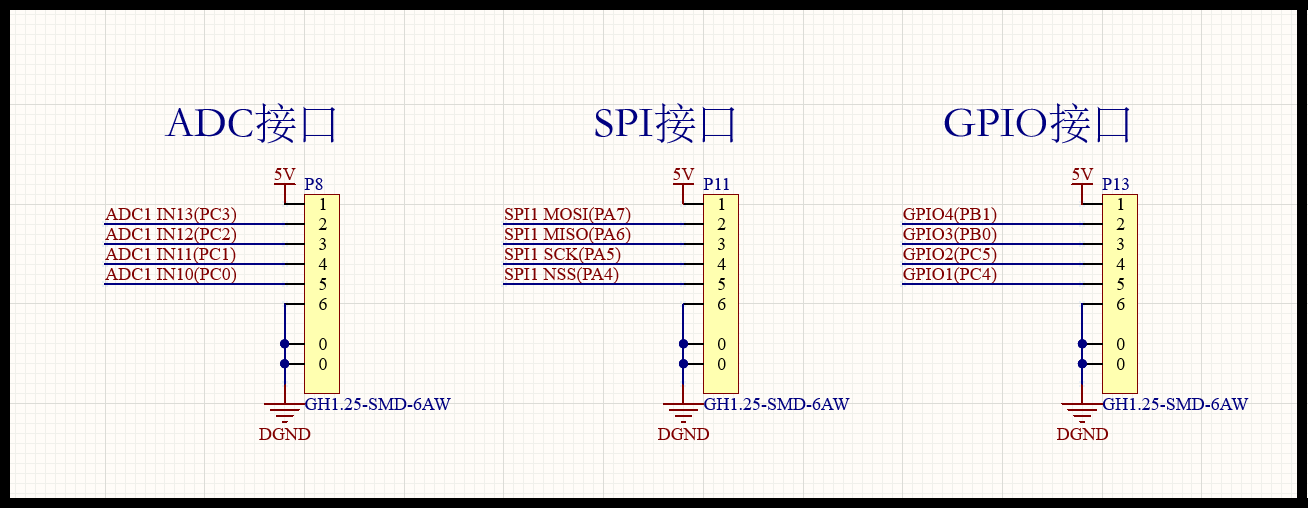 ADC接口
5V
P8
1
ADC1 IN13(PC3) 2
ADC1 IN12(PC2) 3
ADC1 IN11(PC1) 4
ADC1 IN10(PC0) 5
6
0
0
GH1.25-SMD-6AW
DGND
SPI接口
5V
P11
1
SPI1 MOSI(PA7) 2
SPI1 MISO(PA6) 3
SPI1 SCK(PA5) 4
SPI1 NSS(PA4) 5
6
0
0
GH1.25-SMD-6AW
DGND
GPIO接口
5V
P13
1
GPIO4(PB1) 2
GPIO3(PB0) 3
GPIO2(PC5) 4
GPIO1(PC4) 5
6
0
0
GH1.25-SMD-6AW
DGND